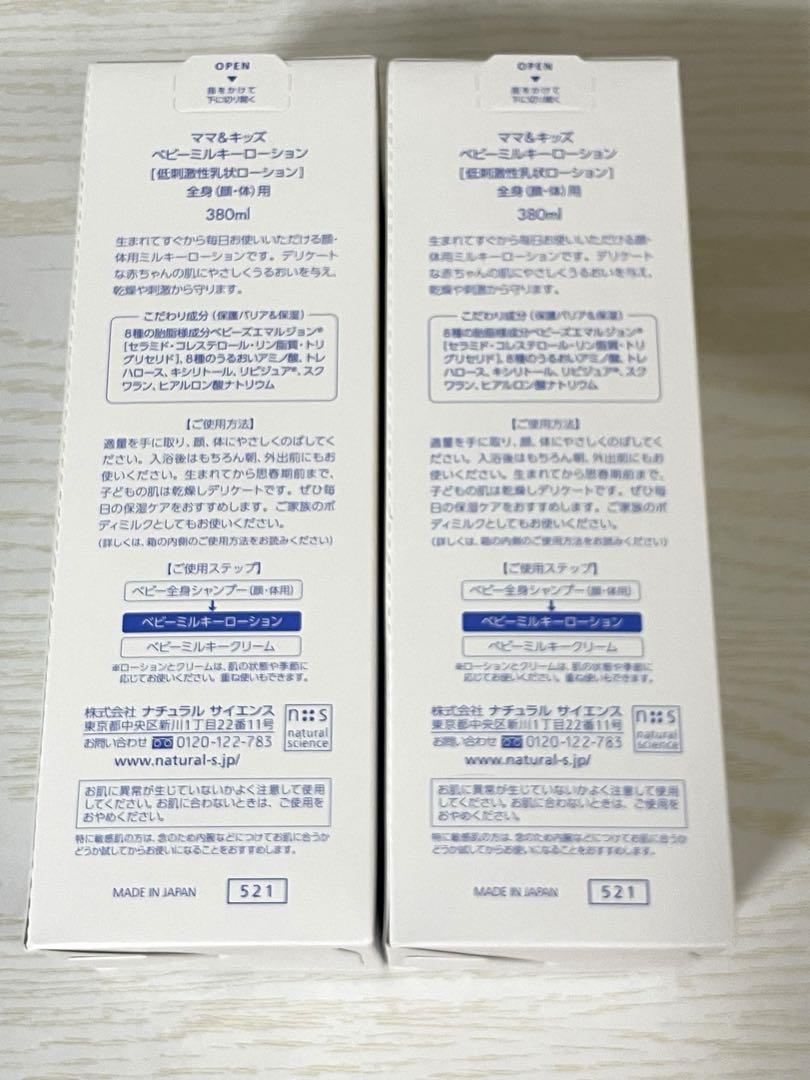 OPEN
▼
指をかけて
下に切り開く
ママ&キッズ
ベビーミルキーローション
[低刺激性乳状ローション]
全身(顔・体)用
380ml
生まれてすぐから毎日お使いいただける顔・
体用ミルキーローションです。デリケート
な赤ちゃんの肌にやさしくうるおいを与え、
乾燥や刺激から守ります。
こだわり成分(保護バリア&保湿)
8種の胎脂様成分ベビーズエマルジョン®
[セラミド・コレステロール・リン脂質・トリ
グリセリド]、8種のうるおいアミノ酸、トレ
ハロース、キシリトール、リピジュア®、スク
ワラン、ヒアルロン酸ナトリウム
【ご使用方法】
適量を手に取り、顔、体にやさしくのばしてく
ださい。入浴後はもちろん朝、外出前にもお
使いください。生まれてから思春期前まで、
子どもの肌は乾燥しデリケートです。ぜひ毎
日の保湿ケアをおすすめします。ご家族のボ
ディミルクとしてもお使いください。
(詳しくは、箱の内側のご使用方法をお読みください)
【ご使用ステップ】
ベビー全身シャンプー(顔・体用)
↓
ベビーミルキーローション
ベビーミルキークリーム
※ローションとクリームは、肌の状態や季節に
応じてお使いください。重ね使いもできます。
株式会社 ナチュラル サイエンス
東京都中央区新川1丁目22番11号
お問い合わせ 0120-122-783
www.natural-s.jp/
n::s
natural
science
お肌に異常が生じていないかよく注意して使用
してください。お肌に合わないときは、ご使用を
おやめください。
特に敏感肌の方は、念のため内腕などにつけてお肌に合うか
どうか試してからお使いになることをおすすめします。
MADE IN JAPAN
521
OPEN
▼
指をかけて
下に切り開く
ママ&キッズ
ベビーミルキーローション
[低刺激性乳状ローション]
全身(顔・体)用
380ml
生まれてすぐから毎日お使いいただける顔・
体用ミルキーローションです。デリケート
な赤ちゃんの肌にやさしくうるおいを与え、
乾燥や刺激から守ります。
こだわり成分(保護バリア&保湿)
8種の胎脂様成分ベビーズエマルジョン®
[セラミド・コレステロール・リン脂質・トリ
グリセリド]、8種のうるおいアミノ酸、トレ
ハロース、キシリトール、リピジュア®、スク
ワラン、ヒアルロン酸ナトリウム
【ご使用方法】
適量を手に取り、顔、体にやさしくのばしてく
ださい。入浴後はもちろん朝、外出前にもお
使いください。生まれてから思春期前まで、
子どもの肌は乾燥しデリケートです。ぜひ毎
日の保湿ケアをおすすめします。ご家族のボ
ディミルクとしてもお使いください。
(詳しくは、箱の内側のご使用方法をお読みください)
【ご使用ステップ】
ベビー全身シャンプー(顔・体用)
↓
ベビーミルキーローション
ベビーミルキークリーム
※ローションとクリームは、肌の状態や季節に
応じてお使いください。重ね使いもできます。
株式会社 ナチュラル サイエンス
東京都中央区新川1丁目22番11号
お問い合わせ 0120-122-783
www.natural-s.jp/
n::s
natural
science
お肌に異常が生じていないかよく注意して使用
してください。お肌に合わないときは、ご使用を
おやめください。
特に敏感肌の方は、念のため内腕などにつけてお肌に合うか
どうか試してからお使いになることをおすすめします。
MADE IN JAPAN
521